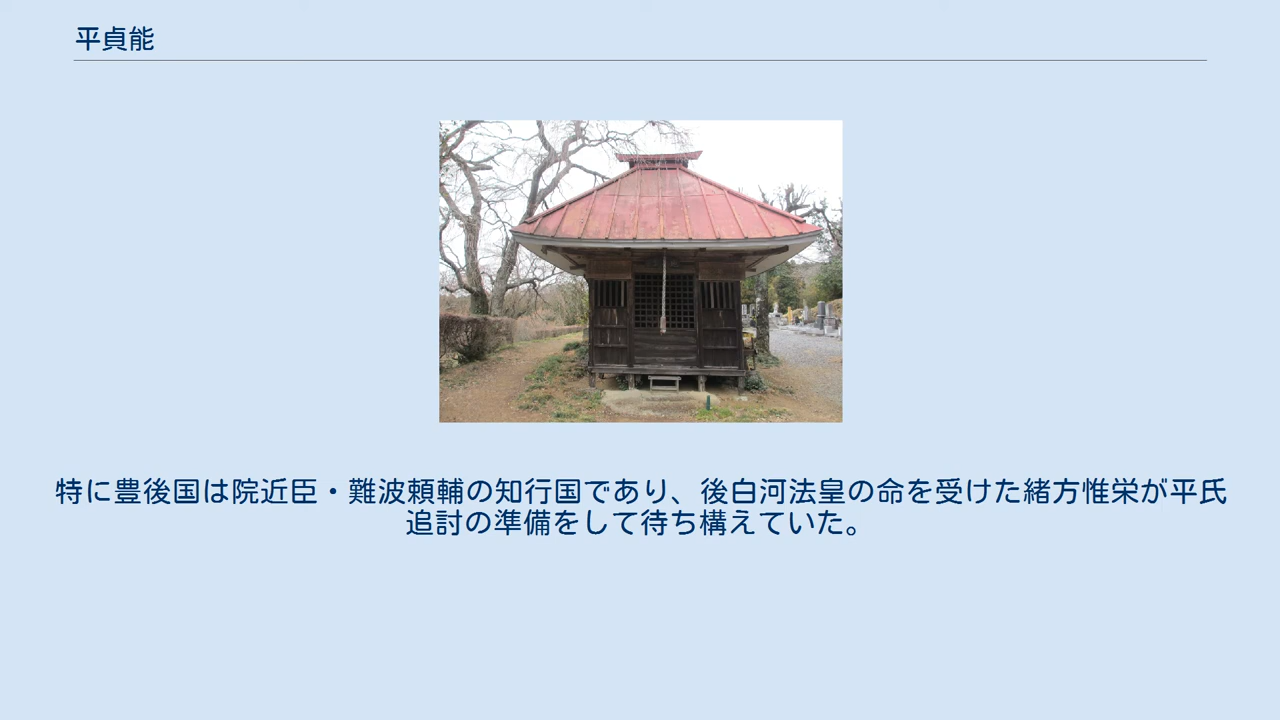 平貞能
特に豊後国は院近臣・難波頼輔の知行国であり、後白河法皇の命を受けた緒方惟栄が平氏
追討の準備をして待ち構えていた。